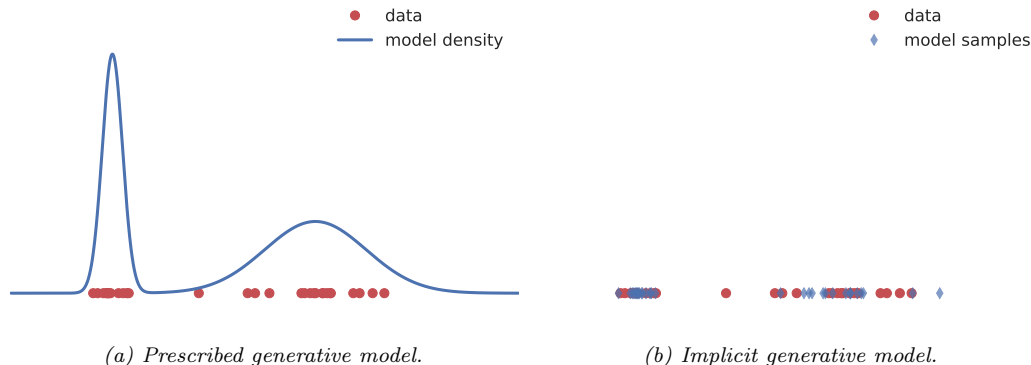 data
model density
data
model samples
(a) Prescribed generative model.
(b) Implicit generative model.